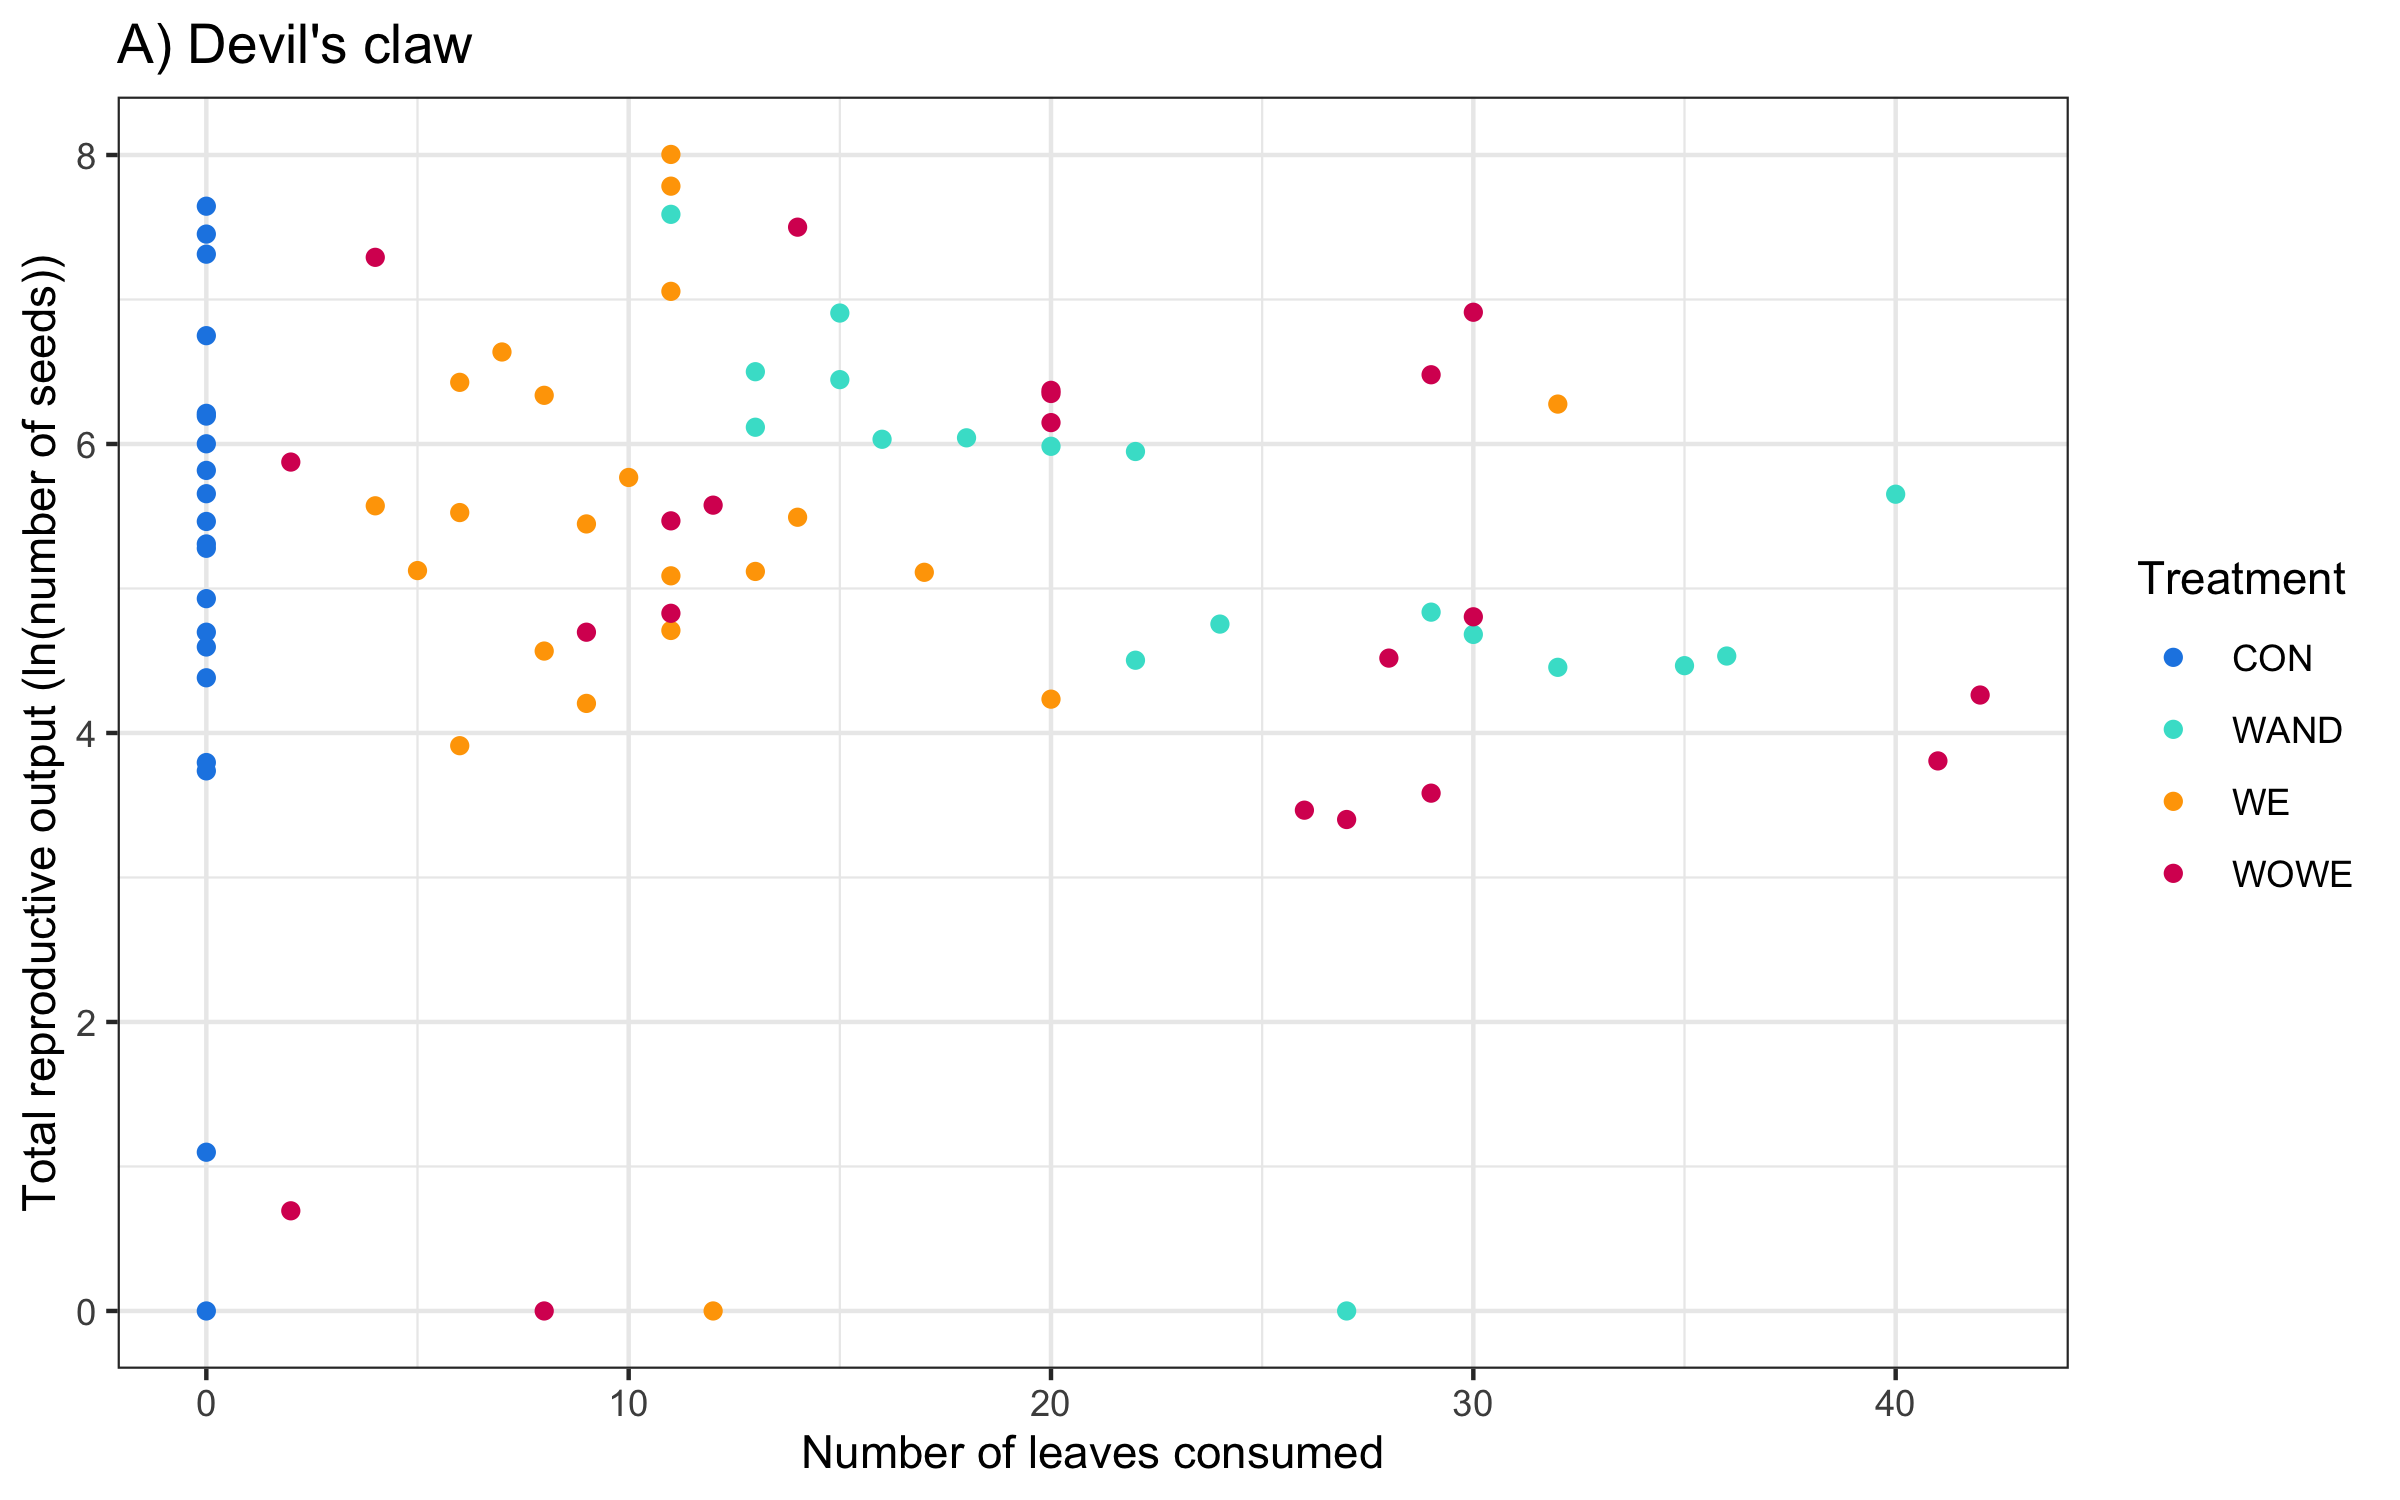 A) Devil's claw
Total reproductive output (ln(number of seeds))
8
6
4
2
0
0 10 20 30 40
Number of leaves consumed
Treatment
CON
WAND
WE
WOWE